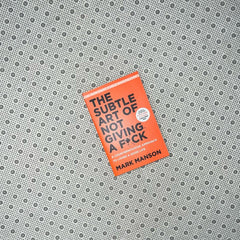 THE
SUBTLE
ART OF
NOT
GIVING
A F*CK
MARK MANSON